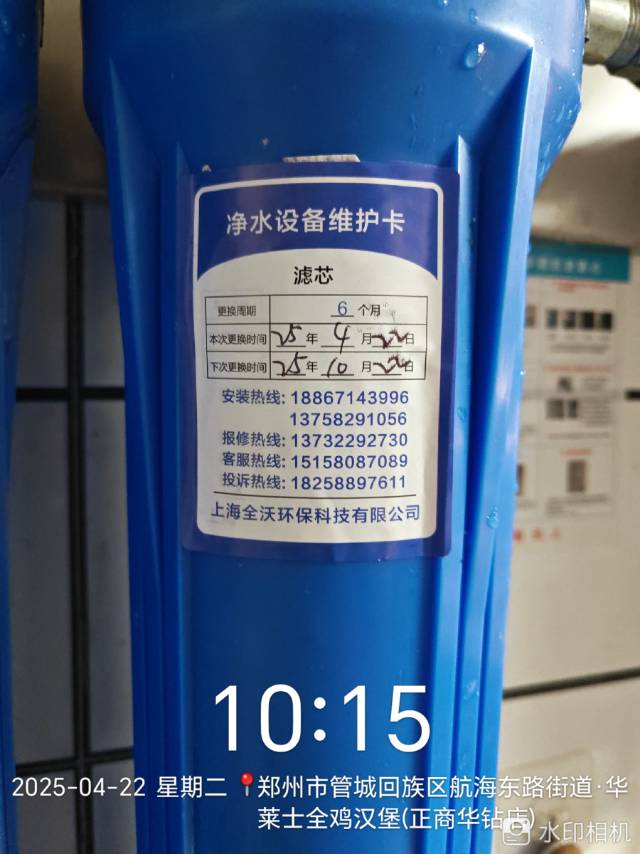 净水设备维护卡
滤芯
更换周期 6 个月
本次更换时间 25 年 4 月 22 日
下次更换时间 25 年 10 月 22 日
安装热线: 18867143996
13758291056
报修热线: 13732292730
客服热线: 15158087089
投诉热线: 18258897611
上海全沃环保科技有限公司
10:15
2025-04-22 星期二 郑州市管城回族区航海东路街道·华
莱士全鸡汉堡(正商华钻店)
水印相机